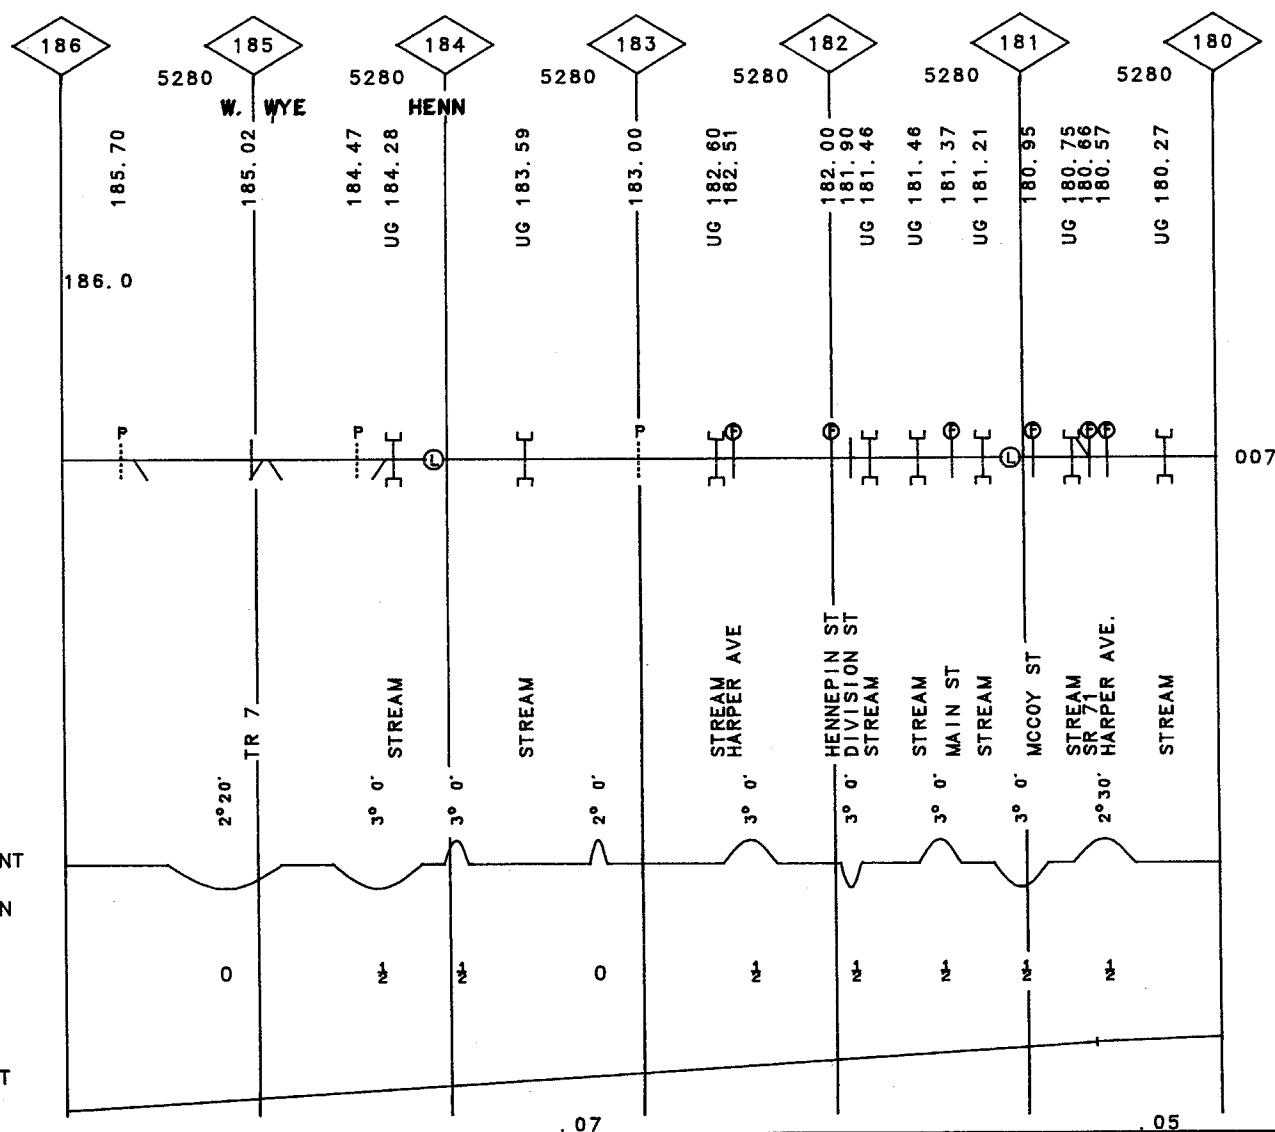 186 185 184 183 182 181 180
5280 5280 5280 5280 5280 5280
W. WYE HENN
185.70
185.02
184.47
UG 184.28
UG 183.59
183.00
UG 182.60
182.51
182.00
181.90
UG 181.46
UG 181.46
181.37
UG 181.21
180.95
UG 180.75
180.66
180.57
UG 180.27
186.0
P P P F F F F F F
L L
007
TR 7
STREAM
STREAM
STREAM
HARPER AVE
HENNEPIN ST
DIVISION ST
STREAM
STREAM
MAIN ST
STREAM
MCCOY ST
STREAM
SR 71
HARPER AVE.
STREAM
2°20'
3° 0'
3° 0'
2° 0'
3° 0'
3° 0'
3° 0'
3° 0'
2°30'
NT
N
0 ½ ½ 0 ½ ½ ½ ½ ½
T
.07 .05